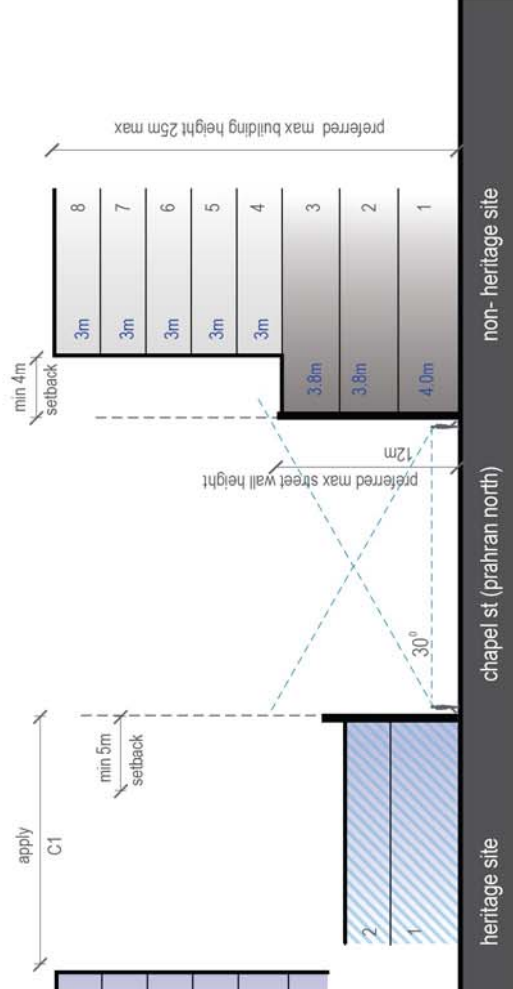 apply
C1
min 5m
setback
2
1
30⁰
preferred max street wall height
12m
min 4m
setback
3m
8
3m
7
3m
6
3m
5
3m
4
3.8m
3
3.8m
2
4.0m
1
preferred max building height 25m max
heritage site
chapel st (prahran north)
non- heritage site